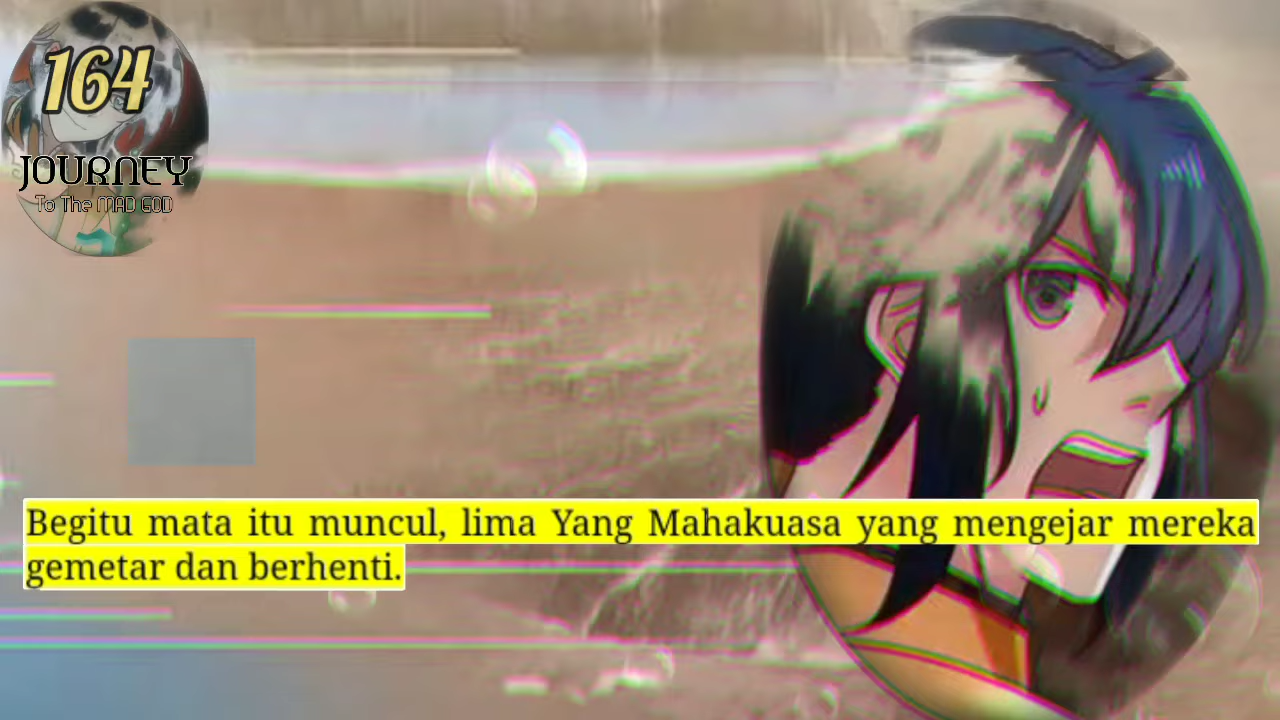 164
JOURNEY
To The MAD GOD
Begitu mata itu muncul, lima Yang Mahakuasa yang mengejar mereka
gemetar dan berhenti.